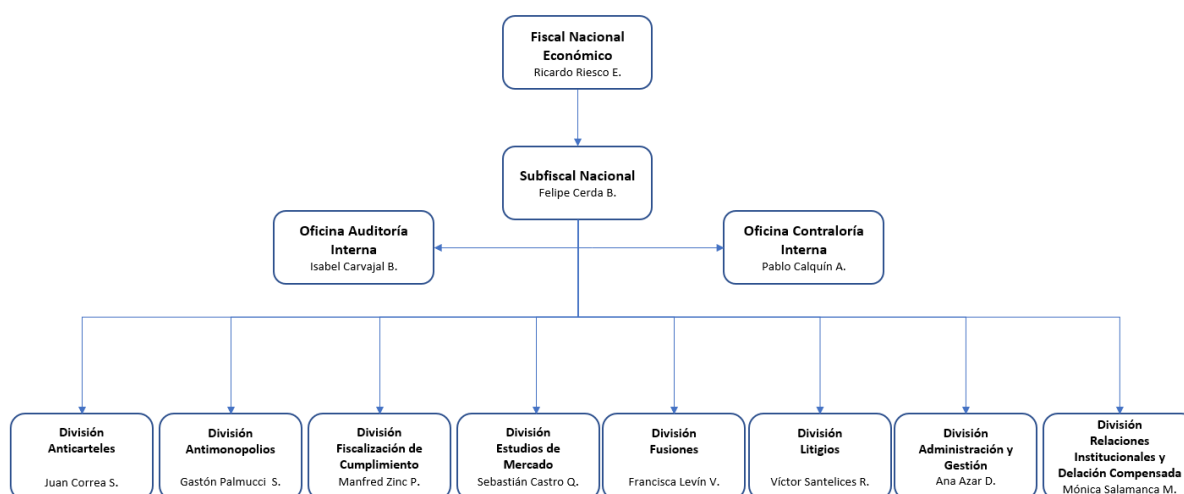 Fiscal Nacional
Económico
Ricardo Riesco E.
Subfiscal Nacional
Felipe Cerda B.
Oficina Auditoría
Interna
Isabel Carvajal B.
Oficina Contraloría
Interna
Pablo Calquín A.
División
Anticarteles
Juan Correa S.
División
Antimonopolios
Gastón Palmucci S.
División
Fiscalización de
Cumplimiento
Manfred Zinc P.
División
Estudios de
Mercado
Sebastián Castro Q.
División
Fusiones
Francisca Levín V.
División
Litigios
Víctor Santelices R.
División
Administración y
Gestión
Ana Azar D.
División
Relaciones
Institucionales y
Delación Compensada
Mónica Salamanca M.